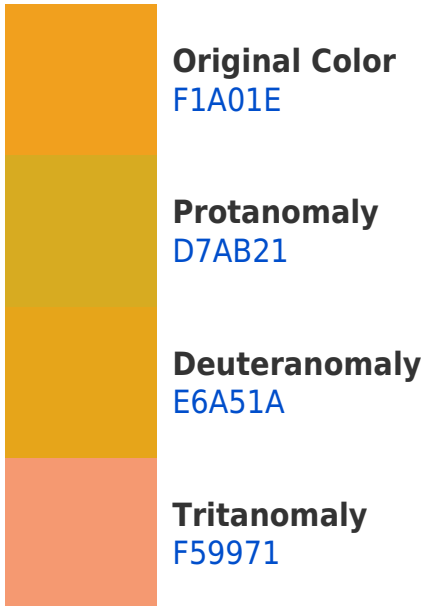 Original Color
F1A01E
Protanomaly
D7AB21
Deuteranomaly
E6A51A
Tritanomaly
F59971